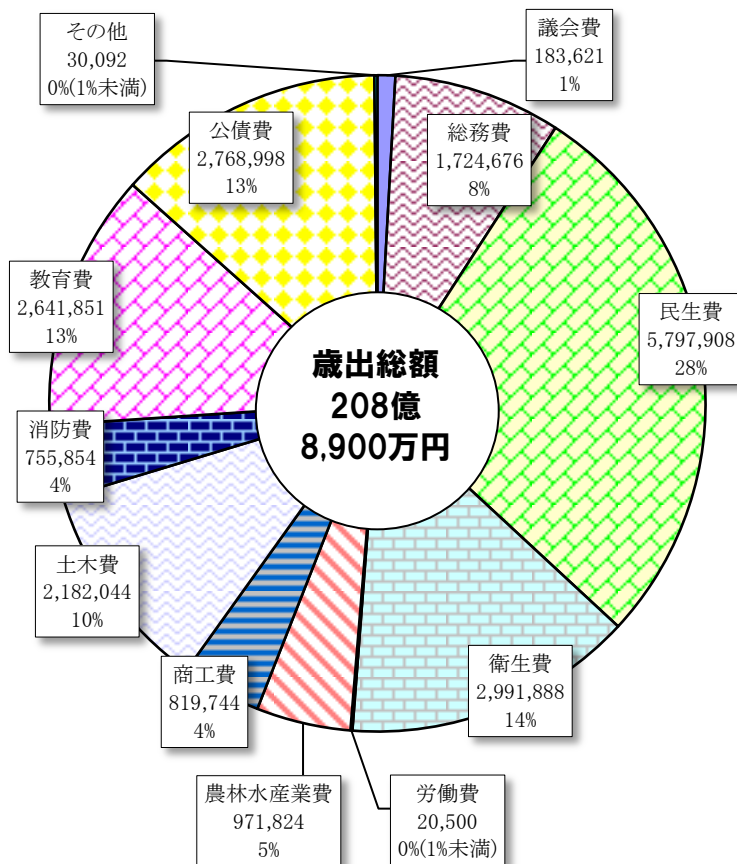 その他
30,092
0%(1%未満)
議会費
183,621
1%
総務費
1,724,676
8%
民生費
5,797,908
28%
衛生費
2,991,888
14%
労働費
20,500
0%(1%未満)
農林水産業費
971,824
5%
商工費
819,744
4%
土木費
2,182,044
10%
消防費
755,854
4%
教育費
2,641,851
13%
公債費
2,768,998
13%
歳出総額
208億
8,900万円